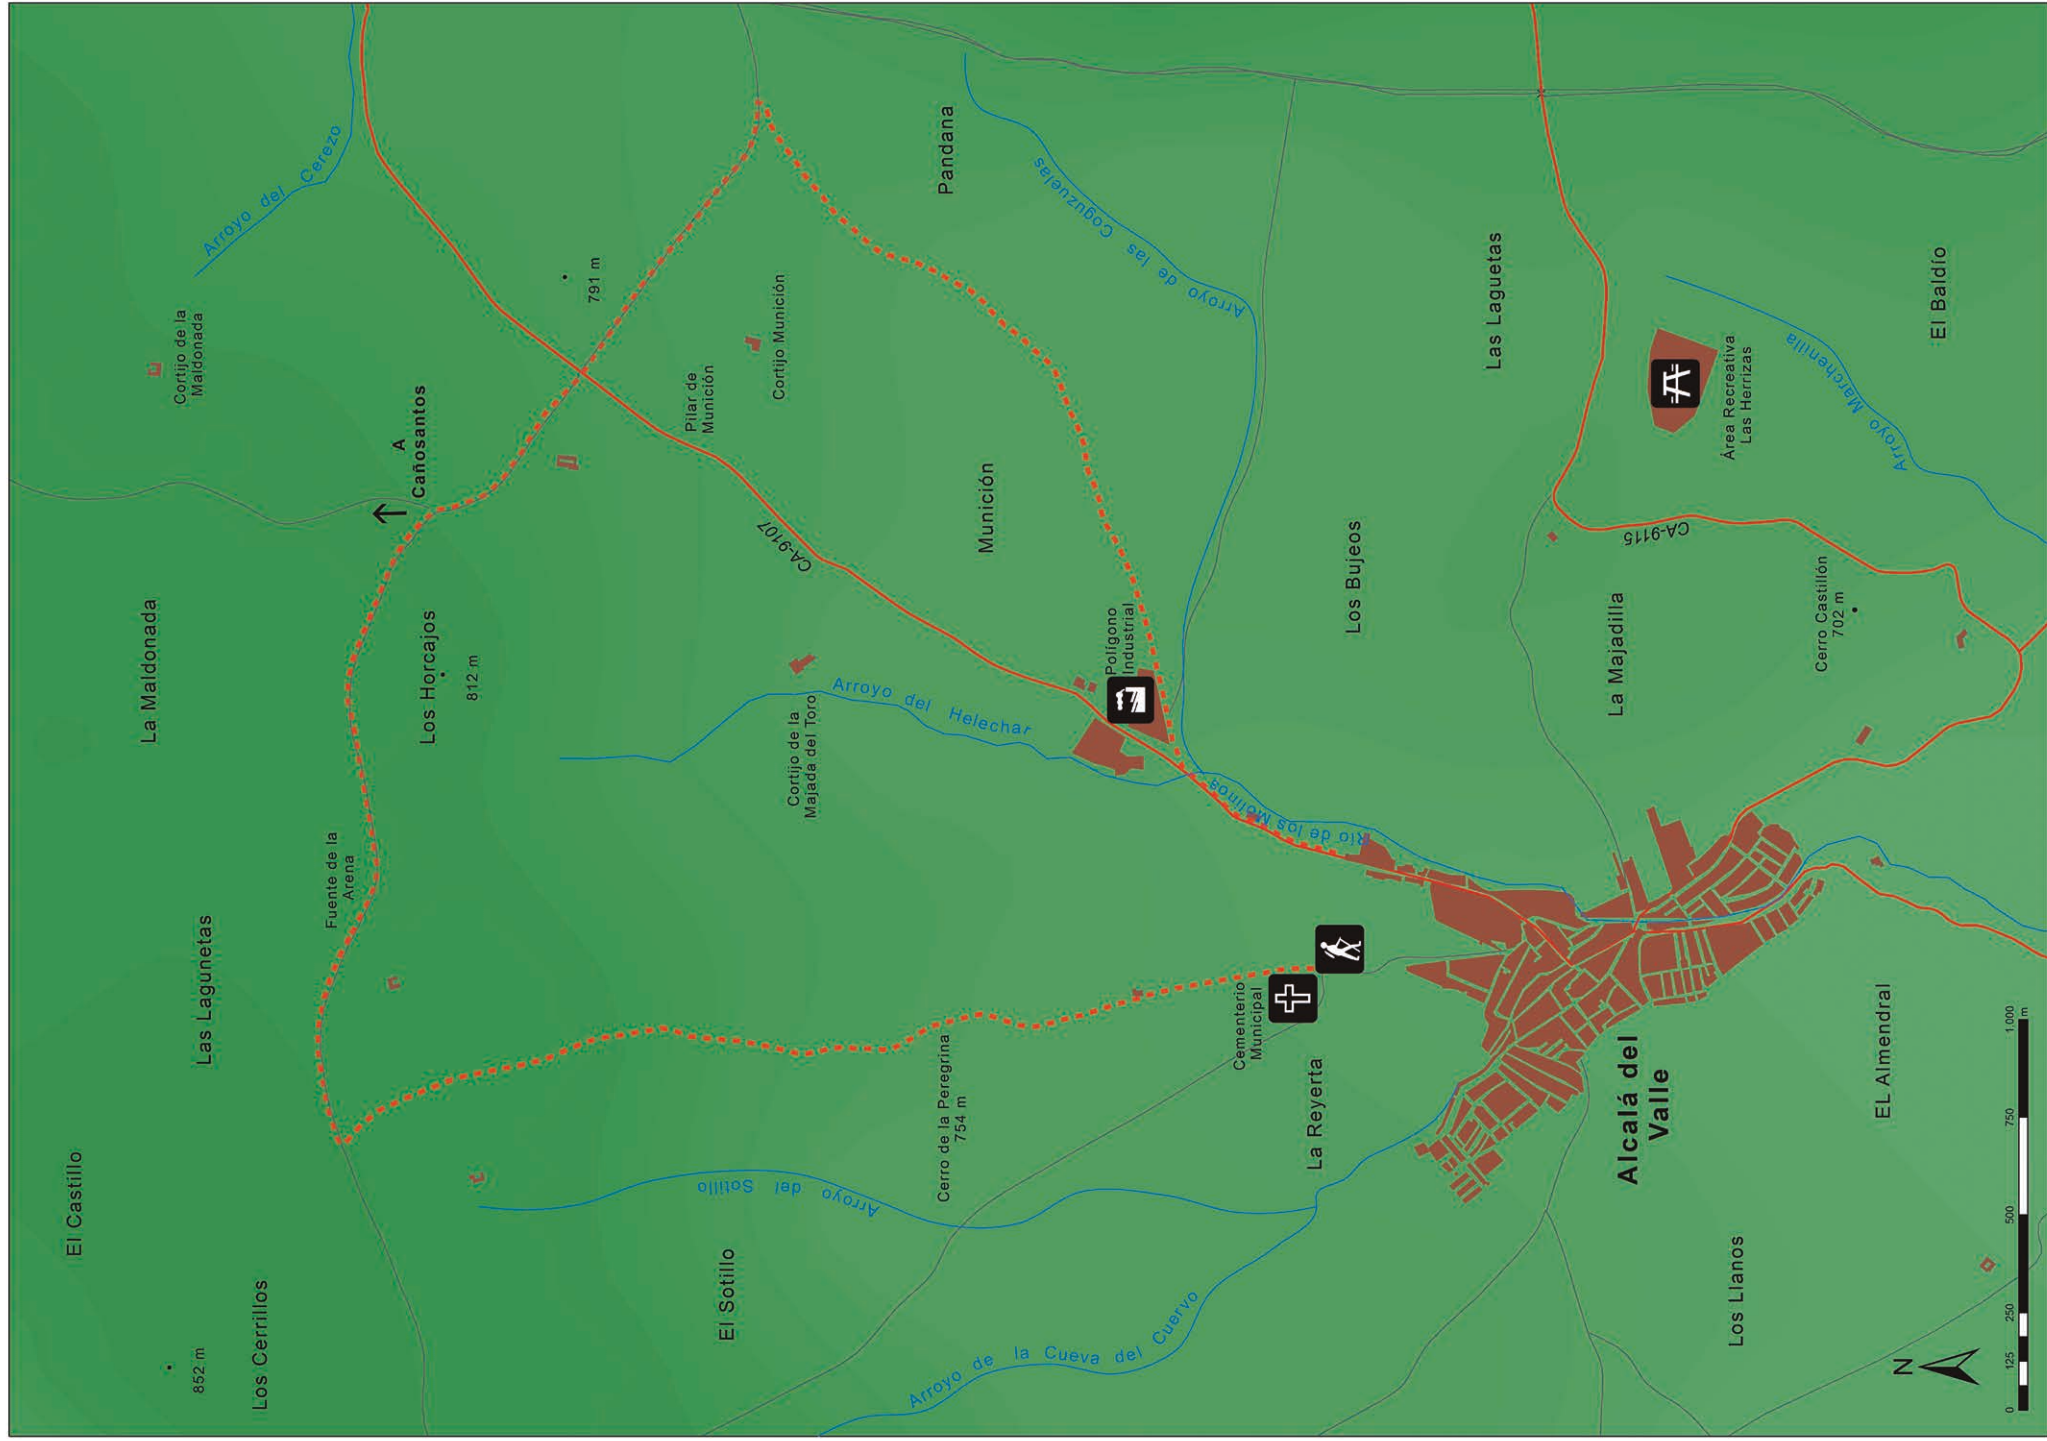 El Castillo
852 m
Los Cerrillos
Las Lagunetas
La Maldonada
Cortijo de la
Maldonada
Arroyo del Cerezo
A
Cañosantos
Fuente de la
Arena
Los Horcajos
812 m
791 m
Pilar de
Munición
Cortijo Munición
CA-9107
Cortijo de la
Majada del Toro
Arroyo del Helechar
El Sotillo
Arroyo del Sotillo
Cerro de la Peregrina
754 m
Arroyo de la Cueva del Cuervo
Munición
Pandana
Arroyo de las Coguzuelas
Polígono
Industrial
Río de los Molinos
Cementerio
Municipal
La Reyerta
Los Bujeos
Las Laguetas
CA-9115
La Majadilla
Área Recreativa
Las Herrizas
Arroyo Marchenilla
El Baldío
Cerro Castillón
702 m
Alcalá del
Valle
EL Almendral
Los Llanos
N
0 125 250 500 750 1.000
m